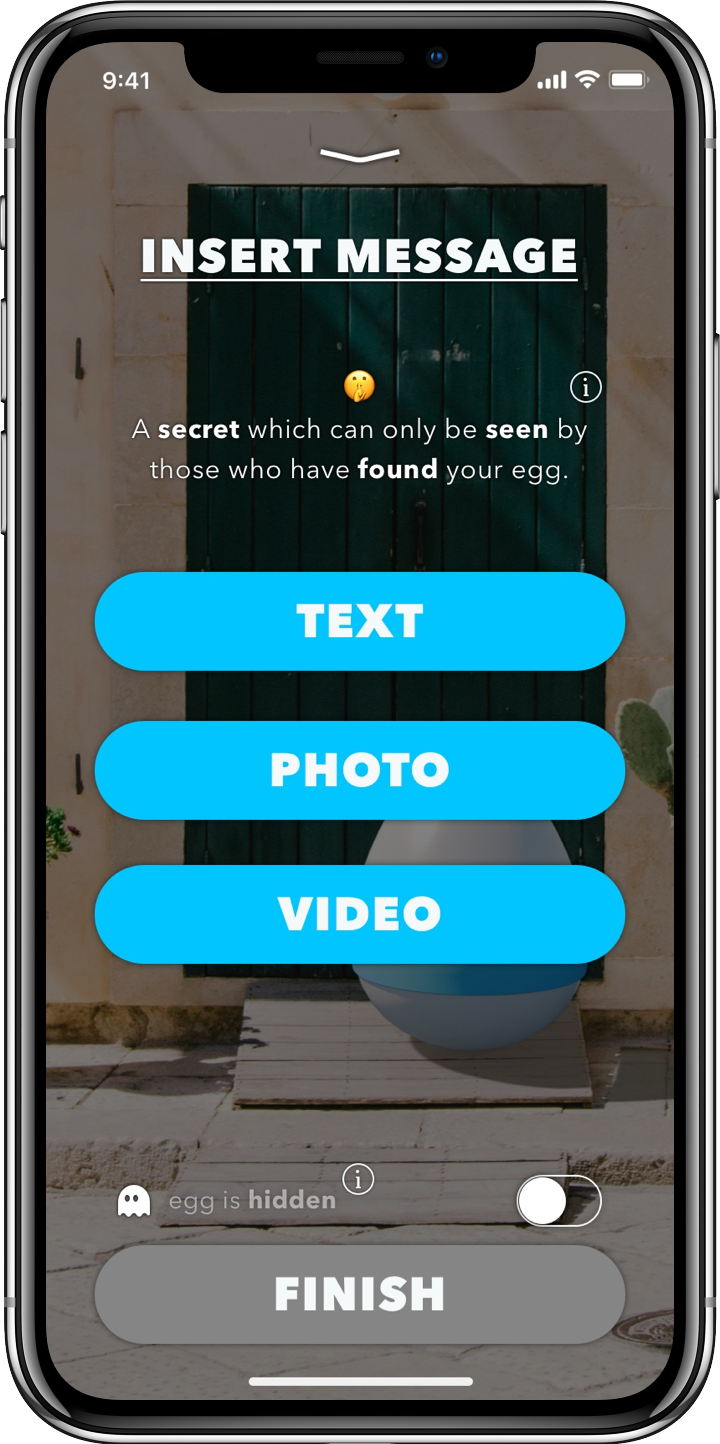 9:41
INSERT MESSAGE
🤫
i
A secret which can only be seen by
those who have found your egg.
TEXT
PHOTO
VIDEO
egg is hidden
i
FINISH